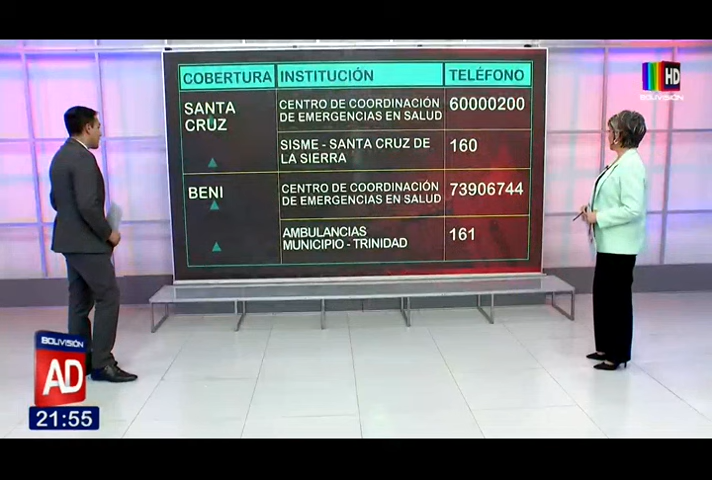 COBERTURA INSTITUCIÓN TELÉFONO
SANTA
CRUZ
CENTRO DE COORDINACIÓN
DE EMERGENCIAS EN SALUD
60000200
SISME - SANTA CRUZ DE
LA SIERRA
160
BENI
CENTRO DE COORDINACIÓN
DE EMERGENCIAS EN SALUD
73906744
AMBULANCIAS
MUNICIPIO - TRINIDAD
161
HD
BOLIVISIÓN
BOLIVISIÓN
AD
21:55